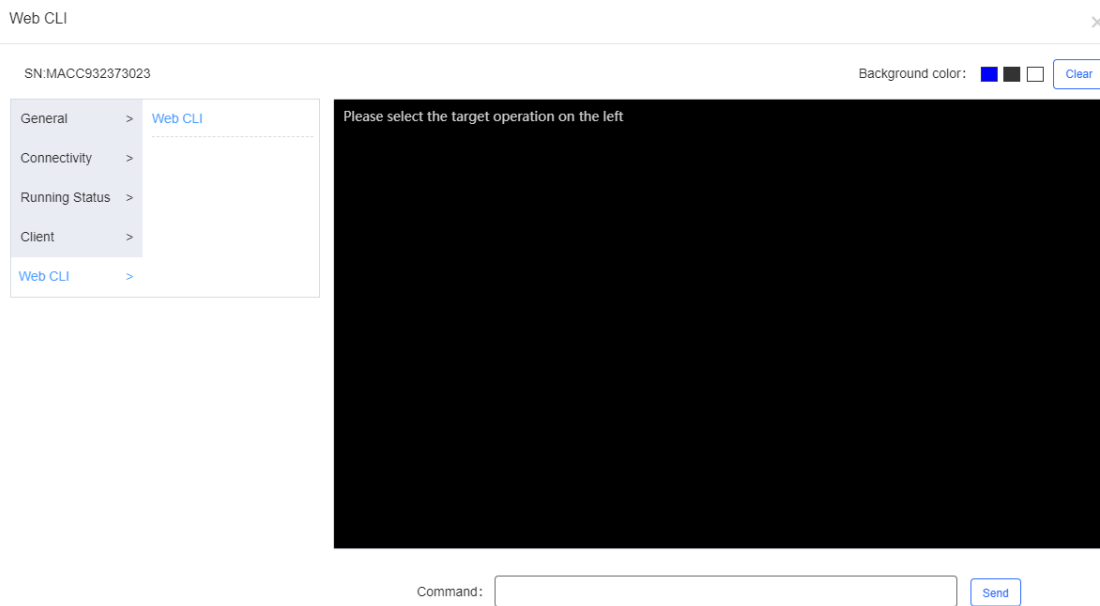 Web CLI
×
SN:MACC932373023
Background color:
Clear
General >
Connectivity >
Running Status >
Client >
Web CLI >
Web CLI
Please select the target operation on the left
Command:
Send